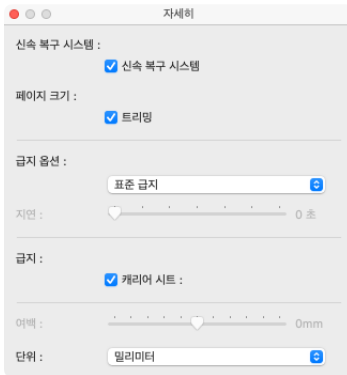 자세히
신속 복구 시스템 :
신속 복구 시스템
페이지 크기 :
트리밍
급지 옵션 :
표준 급지
지연 : 0 초
급지 :
캐리어 시트 :
여백 : 0mm
단위 : 밀리미터